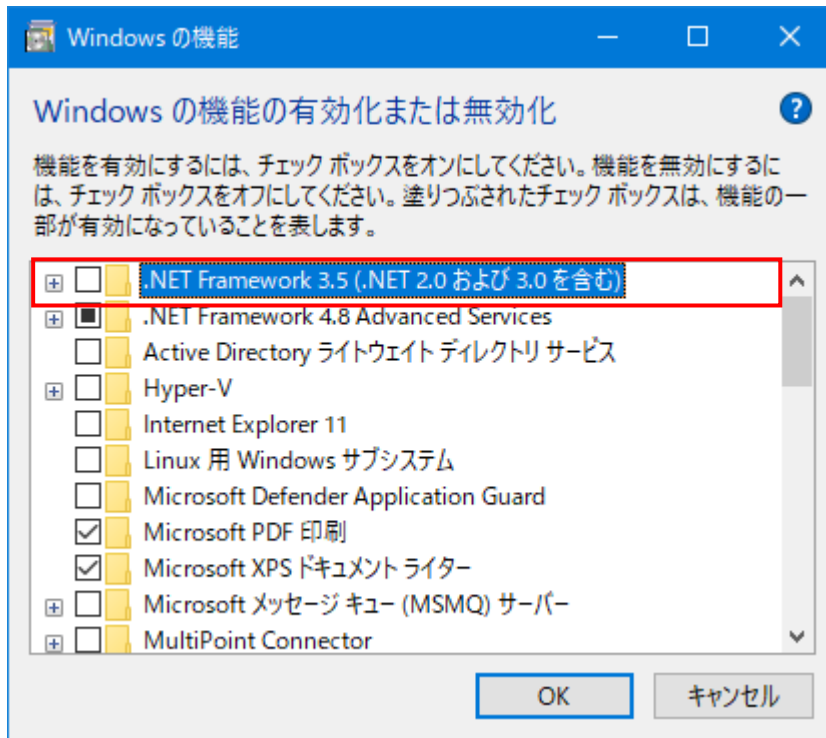 Windows の機能
Windows の機能の有効化または無効化
?
機能を有効にするには、チェック ボックスをオンにしてください。機能を無効にするに
は、チェック ボックスをオフにしてください。塗りつぶされたチェック ボックスは、機能の一
部が有効になっていることを表します。
.NET Framework 3.5 (.NET 2.0 および 3.0 を含む)
.NET Framework 4.8 Advanced Services
Active Directory ライトウェイト ディレクトリ サービス
Hyper-V
Internet Explorer 11
Linux 用 Windows サブシステム
Microsoft Defender Application Guard
Microsoft PDF 印刷
Microsoft XPS ドキュメント ライター
Microsoft メッセージ キュー (MSMQ) サーバー
MultiPoint Connector
OK キャンセル